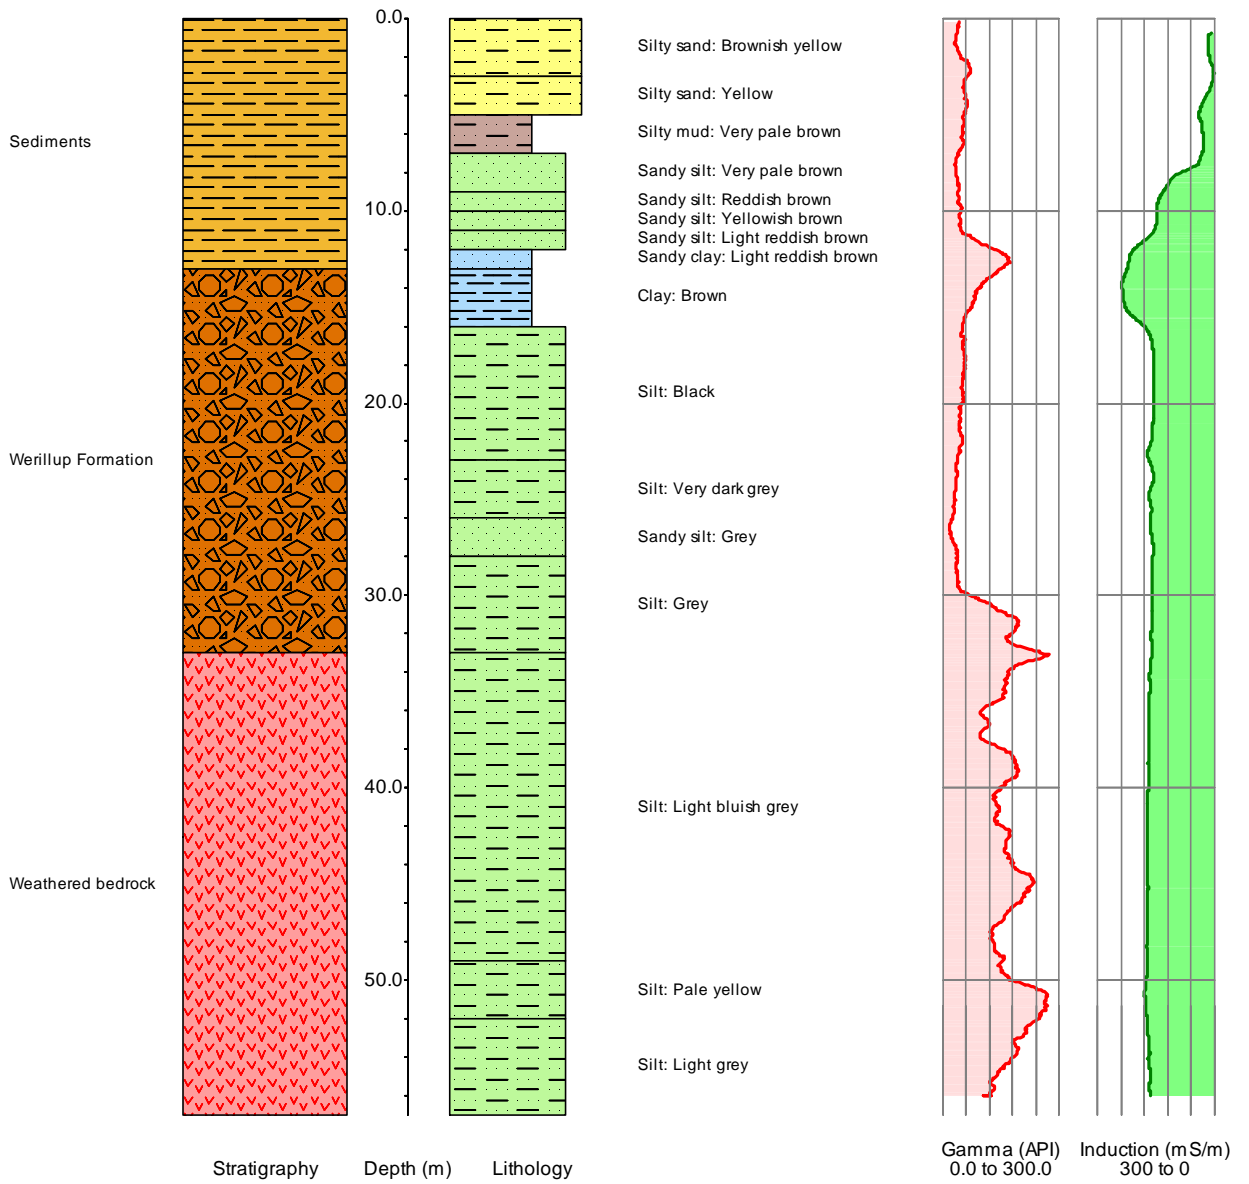 0.0
Silty sand: Brownish yellow
Silty sand: Yellow
Sediments
Silty mud: Very pale brown
Sandy silt: Very pale brown
Sandy silt: Reddish brown
10.0
Sandy silt: Yellowish brown
Sandy silt: Light reddish brown
Sandy clay: Light reddish brown
Clay: Brown
Silt: Black
20.0
Werillup Formation
Silt: Very dark grey
Sandy silt: Grey
30.0
Silt: Grey
40.0
Silt: Light bluish grey
Weathered bedrock
50.0
Silt: Pale yellow
Silt: Light grey
Stratigraphy
Depth (m)
Lithology
Gamma (API)
0.0 to 300.0
Induction (mS/m)
300 to 0